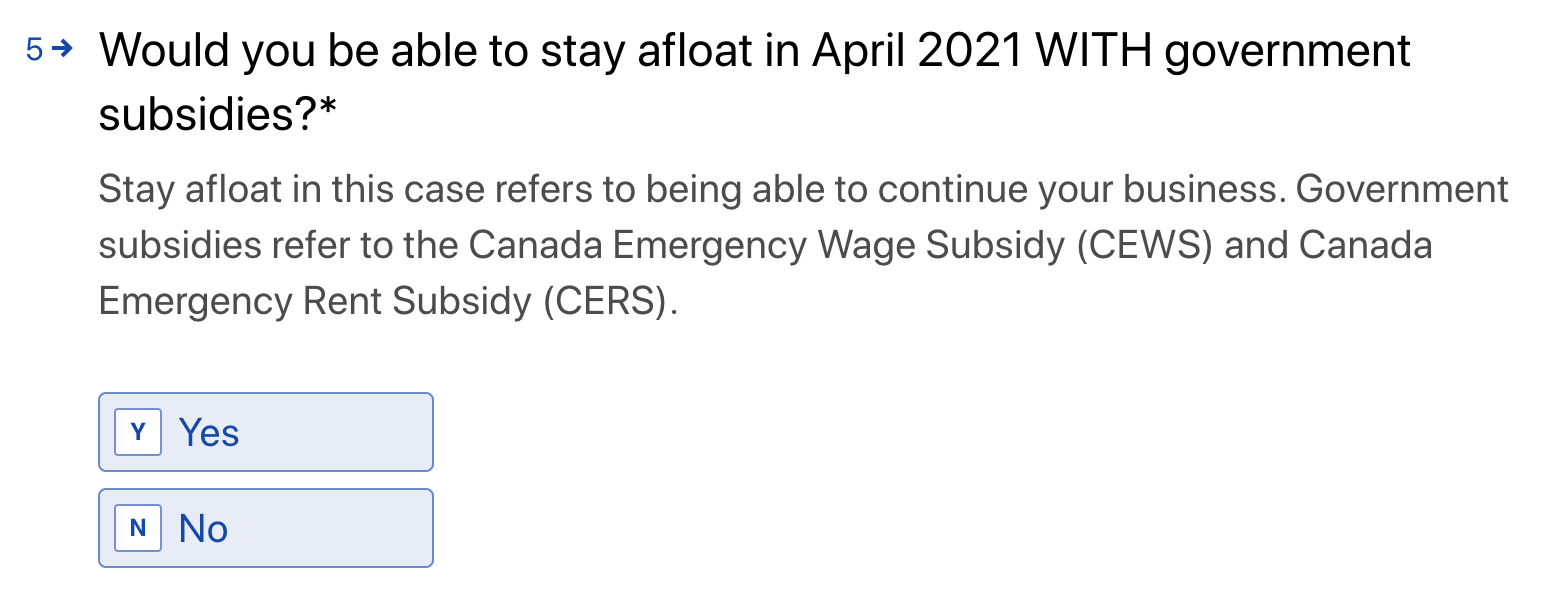 5 → Would you be able to stay afloat in April 2021 WITH government
subsidies?*
Stay afloat in this case refers to being able to continue your business. Government
subsidies refer to the Canada Emergency Wage Subsidy (CEWS) and Canada
Emergency Rent Subsidy (CERS).
Y Yes
N No